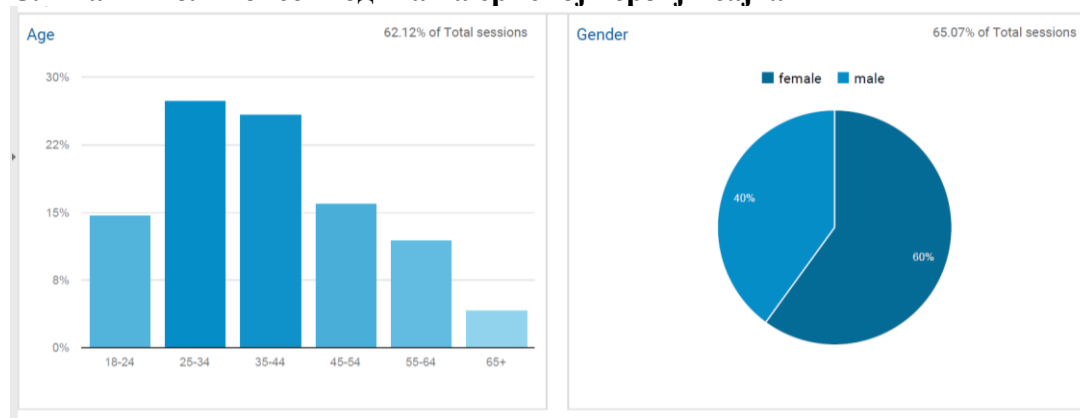 Age
62.12% of Total sessions
30%
22%
15%
8%
0%
18-24
25-34
35-44
45-54
55-64
65+
Gender
65.07% of Total sessions
female
male
40%
60%